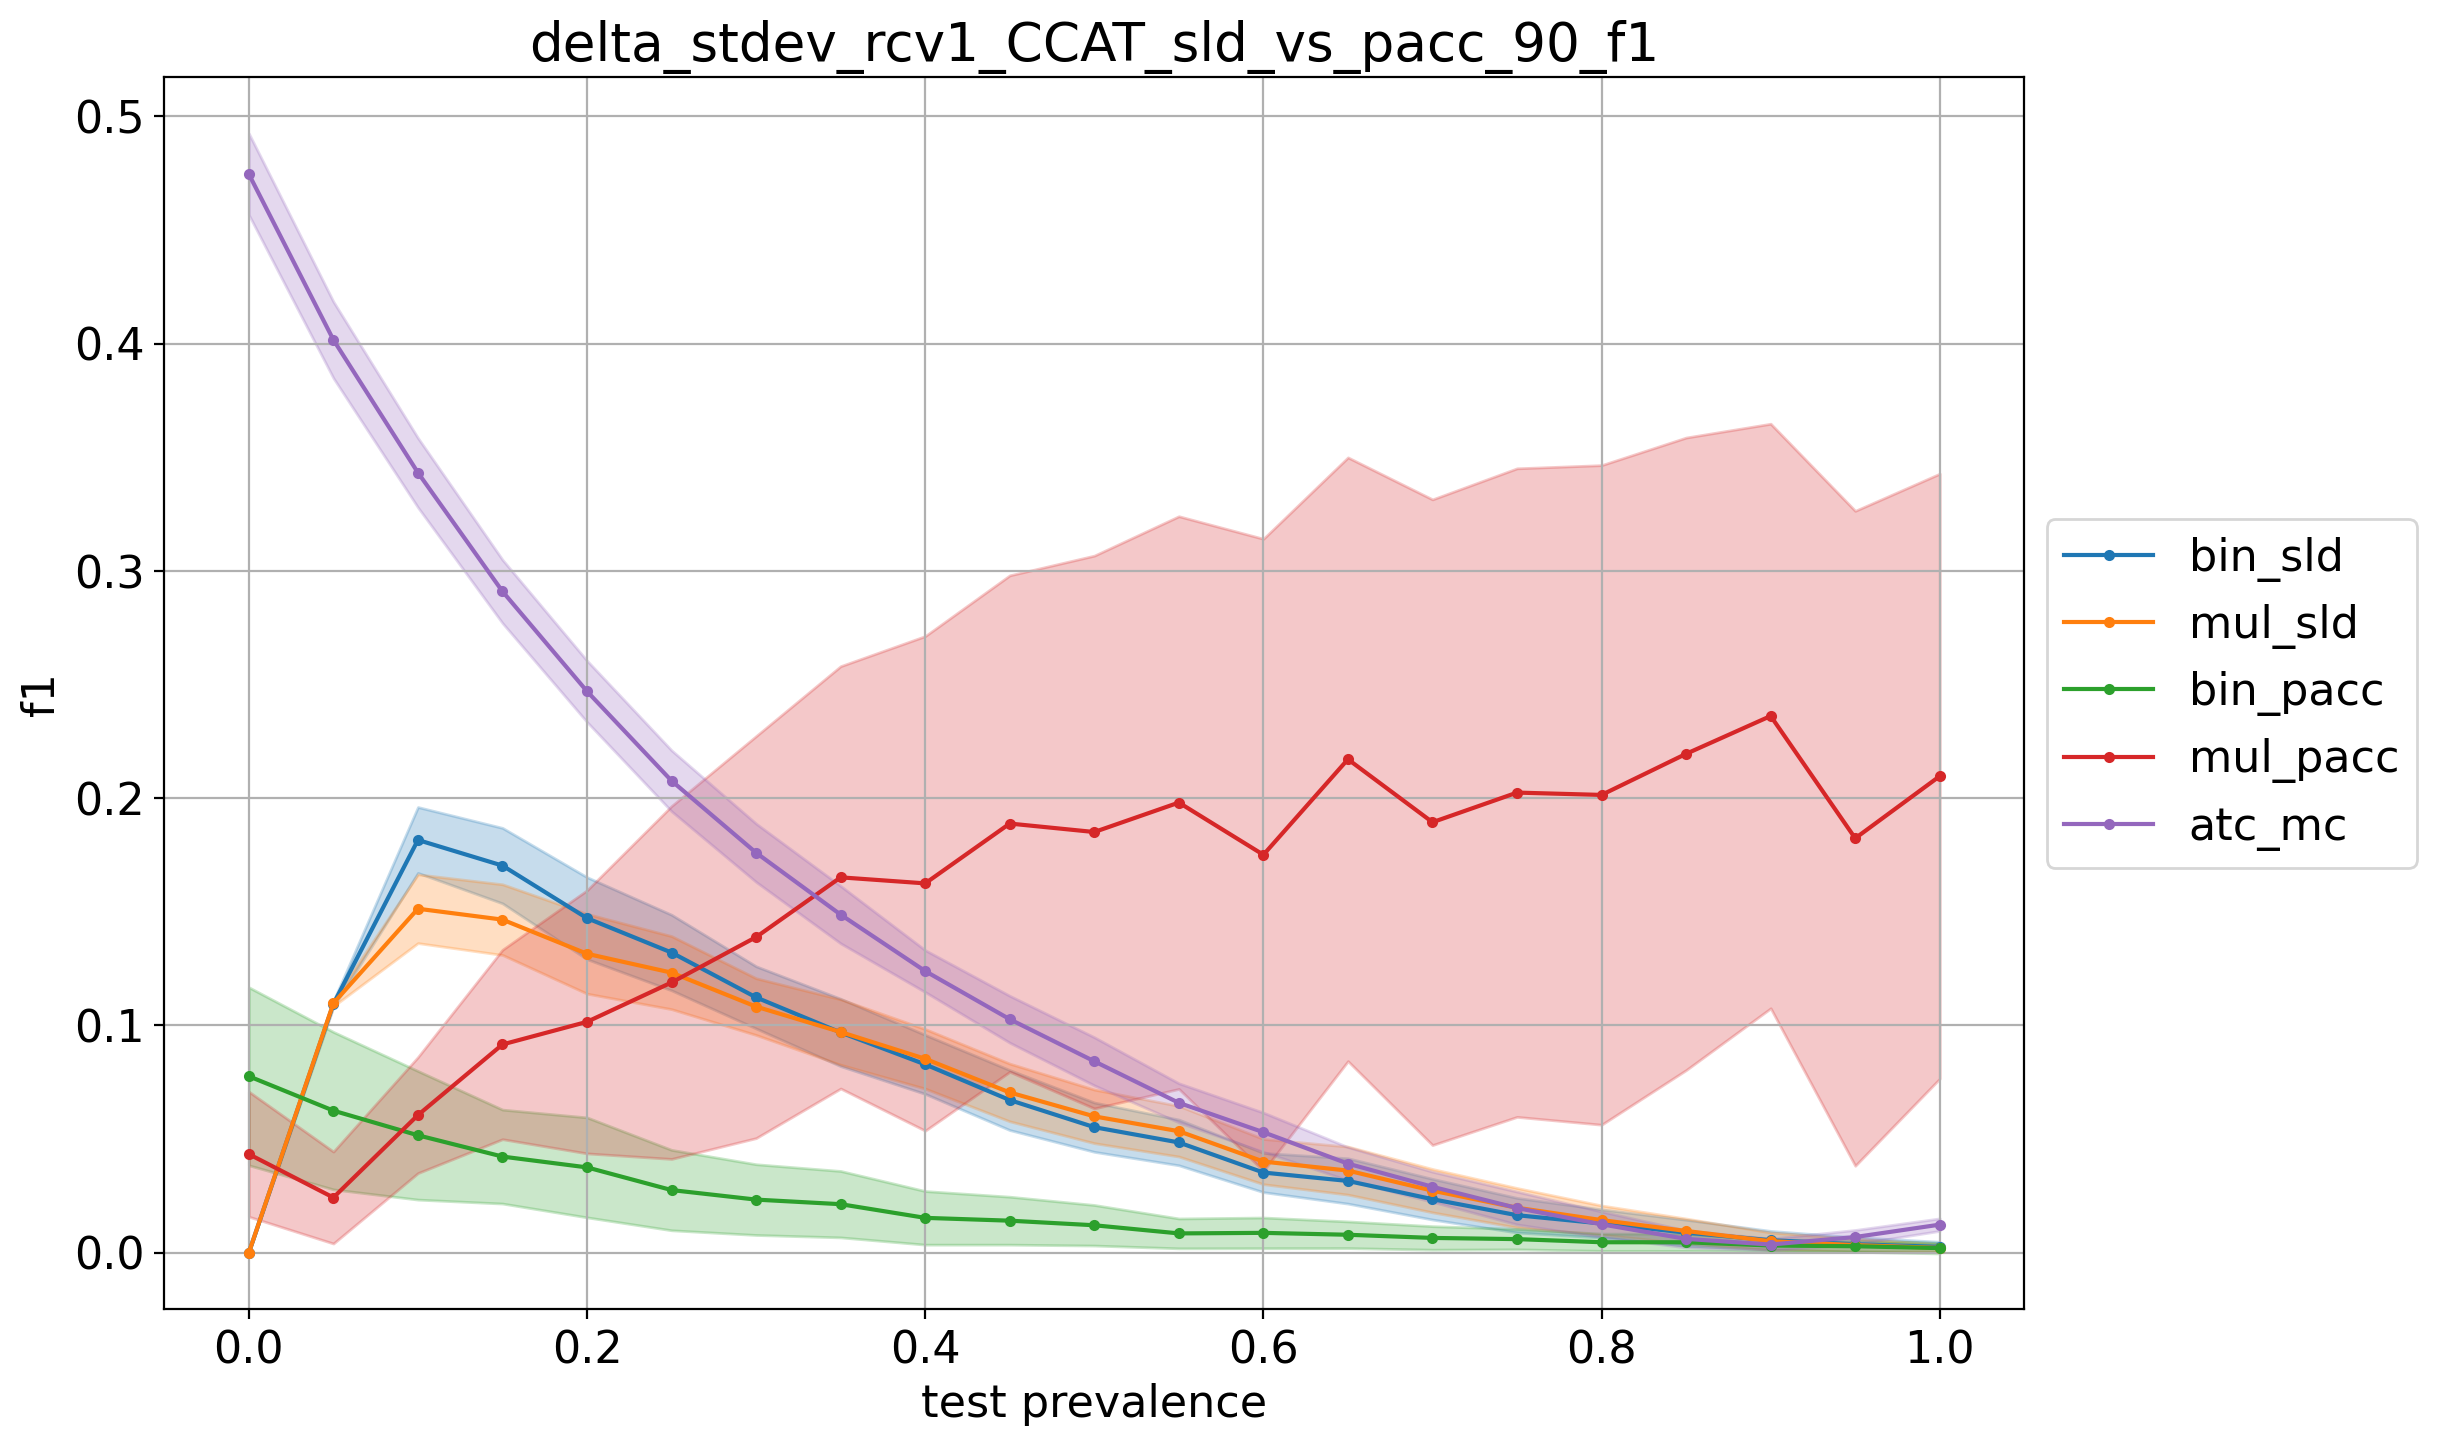 delta_stdev_rcv1_CCAT_sld_vs_pacc_90_f1
0.5
0.4
0.3
0.2
0.1
0.0
f1
0.0 0.2 0.4 0.6 0.8 1.0
test prevalence
bin_sld
mul_sld
bin_pacc
mul_pacc
atc_mc